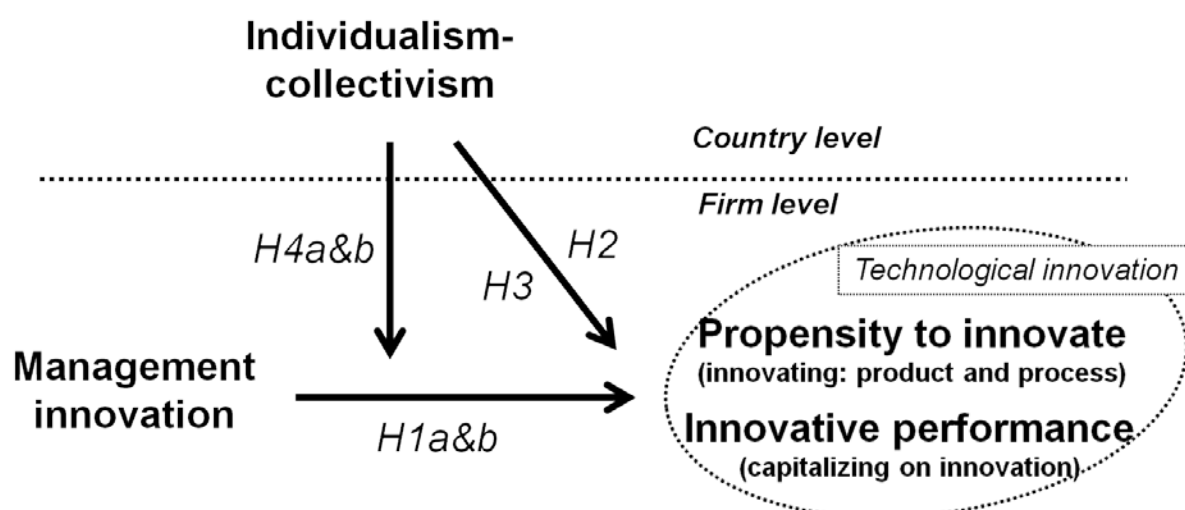 Individualism-
collectivism
Country level
Firm level
H4a&b
H2
H3
Technological innovation
Propensity to innovate
(innovating: product and process)
Management
innovation
H1a&b
Innovative performance
(capitalizing on innovation)